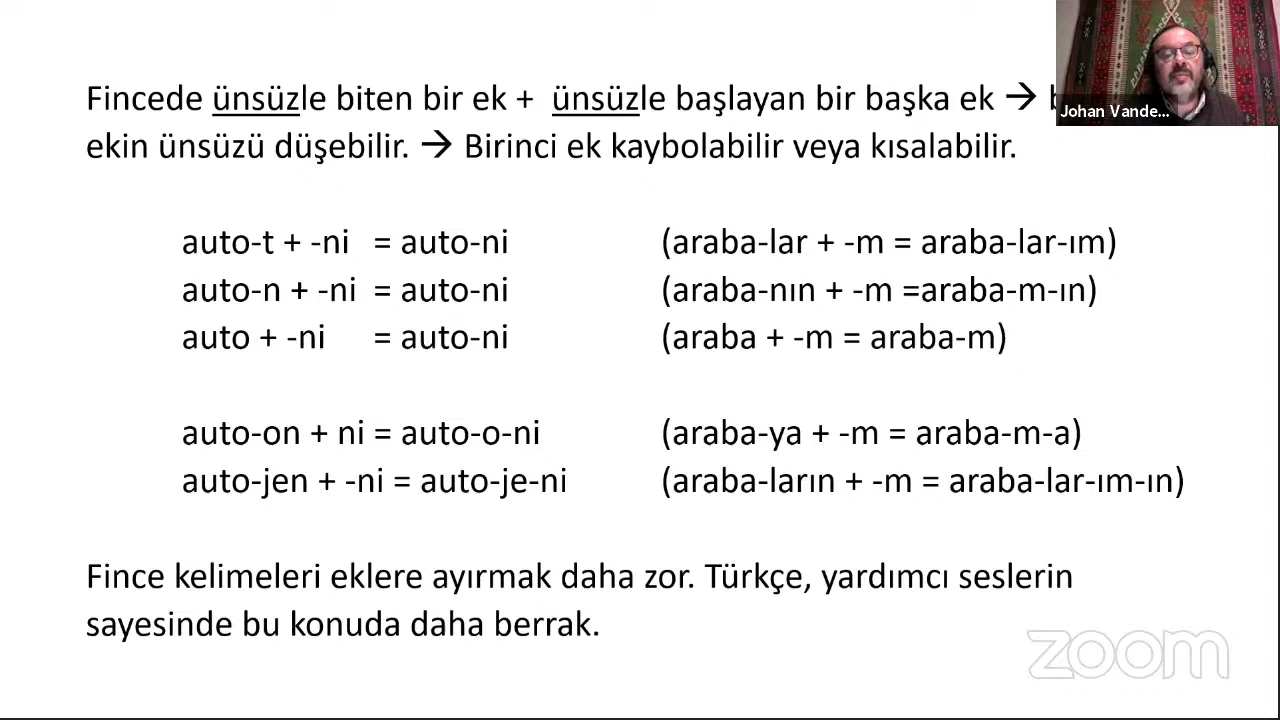 Fincede ünsüzle biten bir ek + ünsüzle başlayan bir başka ek →
ekin ünsüzü düşebilir. → Birinci ek kaybolabilir veya kısalabilir.
auto-t + -ni = auto-ni (araba-lar + -m = araba-lar-ım)
auto-n + -ni = auto-ni (araba-nın + -m =araba-m-ın)
auto + -ni = auto-ni (araba + -m = araba-m)
auto-on + ni = auto-o-ni (araba-ya + -m = araba-m-a)
auto-jen + -ni = auto-je-ni (araba-ların + -m = araba-lar-ım-ın)
Fince kelimeleri eklere ayırmak daha zor. Türkçe, yardımcı seslerin
sayesinde bu konuda daha berrak.
Johan Vande...
zoom